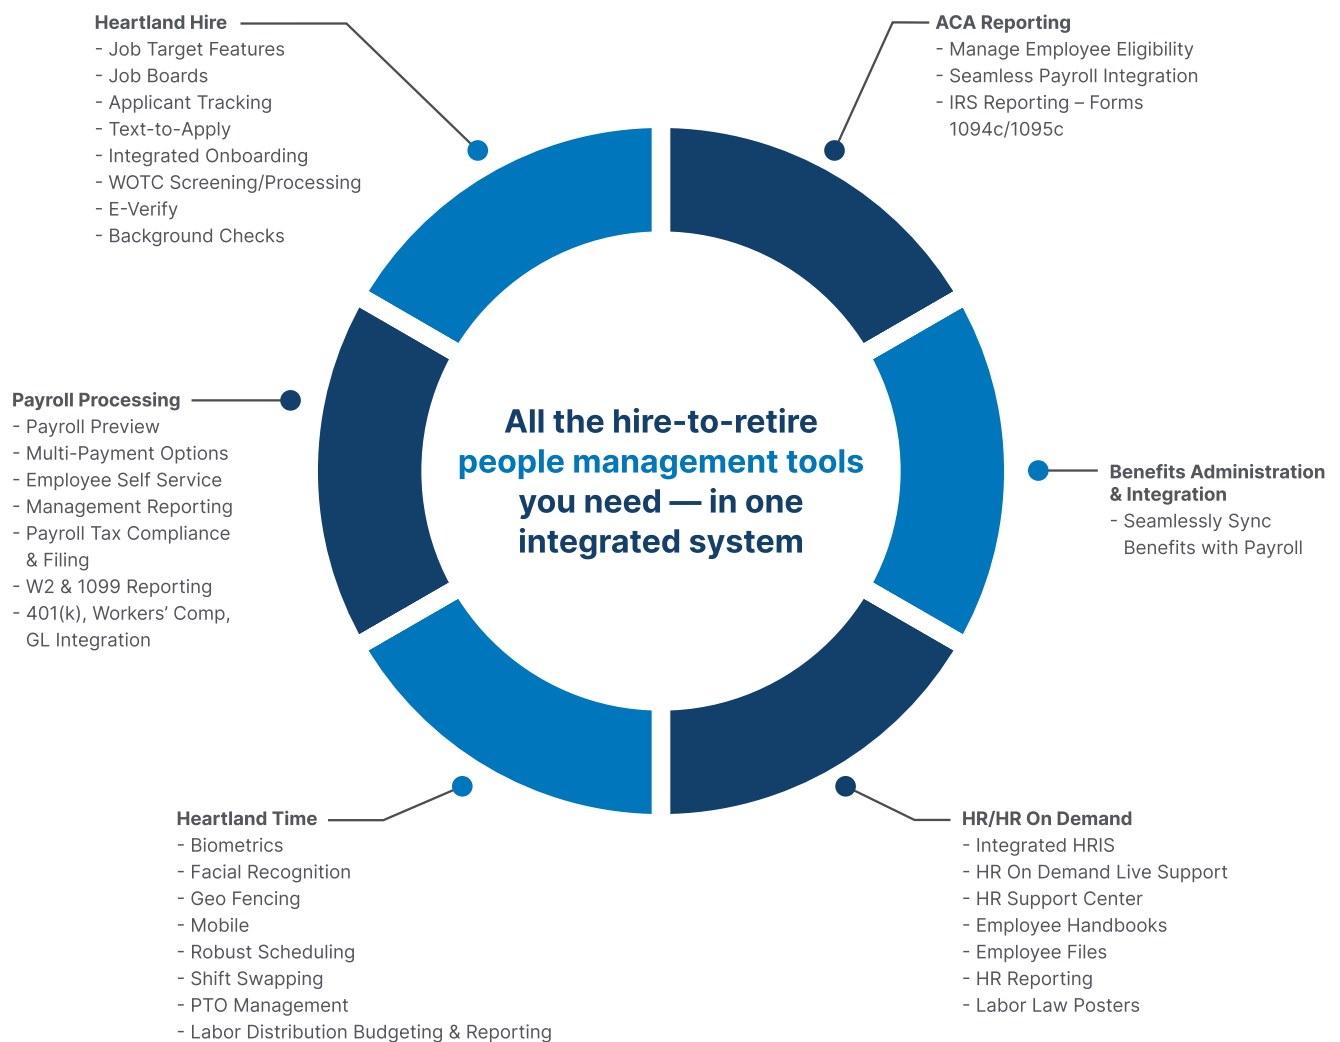 Heartland Hire
- Job Target Features
- Job Boards
- Applicant Tracking
- Text-to-Apply
- Integrated Onboarding
- WOTC Screening/Processing
- E-Verify
- Background Checks
ACA Reporting
- Manage Employee Eligibility
- Seamless Payroll Integration
- IRS Reporting – Forms
1094c/1095c
Payroll Processing
- Payroll Preview
- Multi-Payment Options
- Employee Self Service
- Management Reporting
- Payroll Tax Compliance
& Filing
- W2 & 1099 Reporting
- 401(k), Workers’ Comp,
GL Integration
All the hire-to-retire
people management tools
you need — in one
integrated system
Benefits Administration
& Integration
- Seamlessly Sync
Benefits with Payroll
Heartland Time
- Biometrics
- Facial Recognition
- Geo Fencing
- Mobile
- Robust Scheduling
- Shift Swapping
- PTO Management
- Labor Distribution Budgeting & Reporting
HR/HR On Demand
- Integrated HRIS
- HR On Demand Live Support
- HR Support Center
- Employee Handbooks
- Employee Files
- HR Reporting
- Labor Law Posters